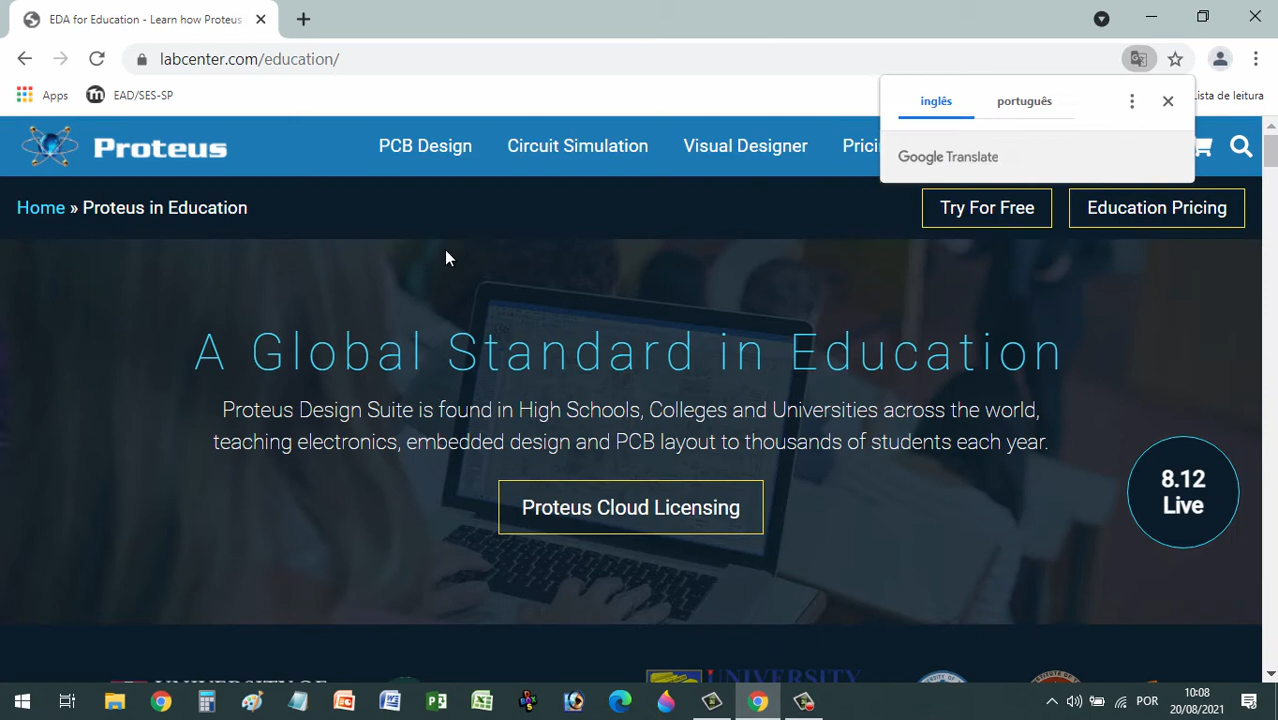 EDA for Education - Learn how Proteus
labcenter.com/education/
Apps
EAD/SES-SP
Lista de leitura
inglês
português
Google Translate
Proteus
PCB Design
Circuit Simulation
Visual Designer
Home » Proteus in Education
Try For Free
Education Pricing
A Global Standard in Education
Proteus Design Suite is found in High Schools, Colleges and Universities across the world,
teaching electronics, embedded design and PCB layout to thousands of students each year.
Proteus Cloud Licensing
8.12
Live
UNIVERSITY OF
UNIVERSITY
POR
10:08
20/08/2021